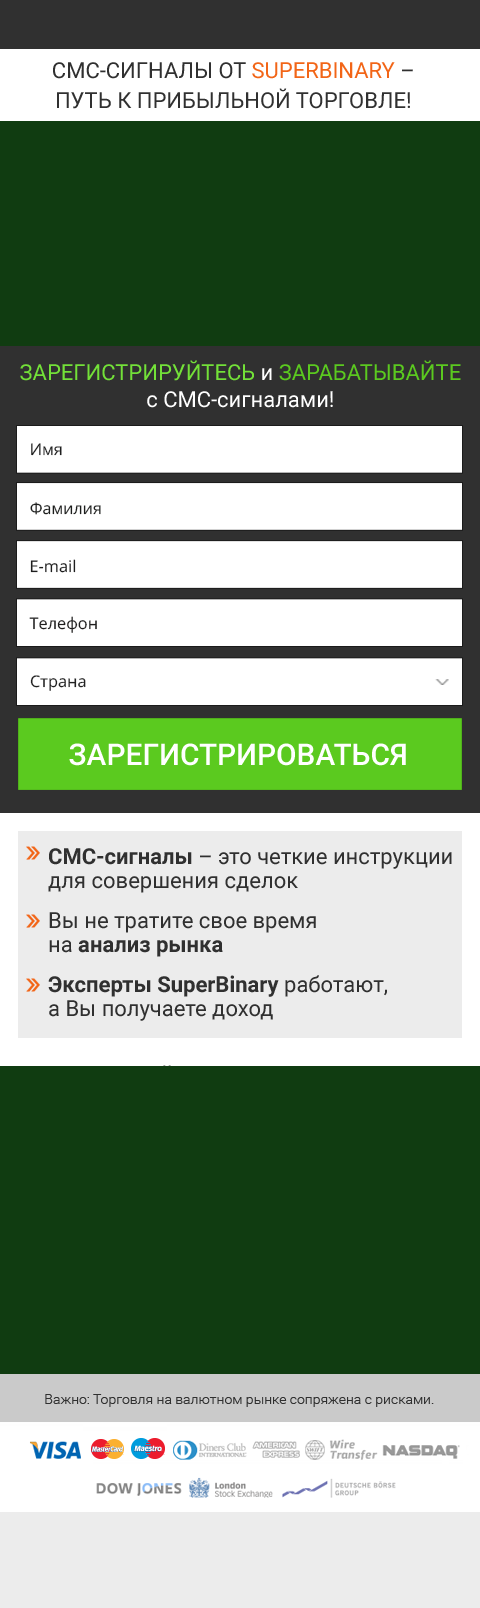 СМС-СИГНАЛЫ ОТ SUPERBINARY –
ПУТЬ К ПРИБЫЛЬНОЙ ТОРГОВЛЕ!
ЗАРЕГИСТРИРУЙТЕСЬ и ЗАРАБАТЫВАЙТЕ
с СМС-сигналами!
Имя
Фамилия
E-mail
Телефон
Страна
ЗАРЕГИСТРИРОВАТЬСЯ
СМС-сигналы – это четкие инструкции
для совершения сделок
Вы не тратите свое время
на анализ рынка
Эксперты SuperBinary работают,
а Вы получаете доход
Важно: Торговля на валютном рынке сопряжена с рисками.
VISA MasterCard Maestro Diners Club INTERNATIONAL AMERICAN EXPRESS Wire Transfer NASDAQ
DOW JONES London Stock Exchange DEUTSCHE BÖRSE GROUP